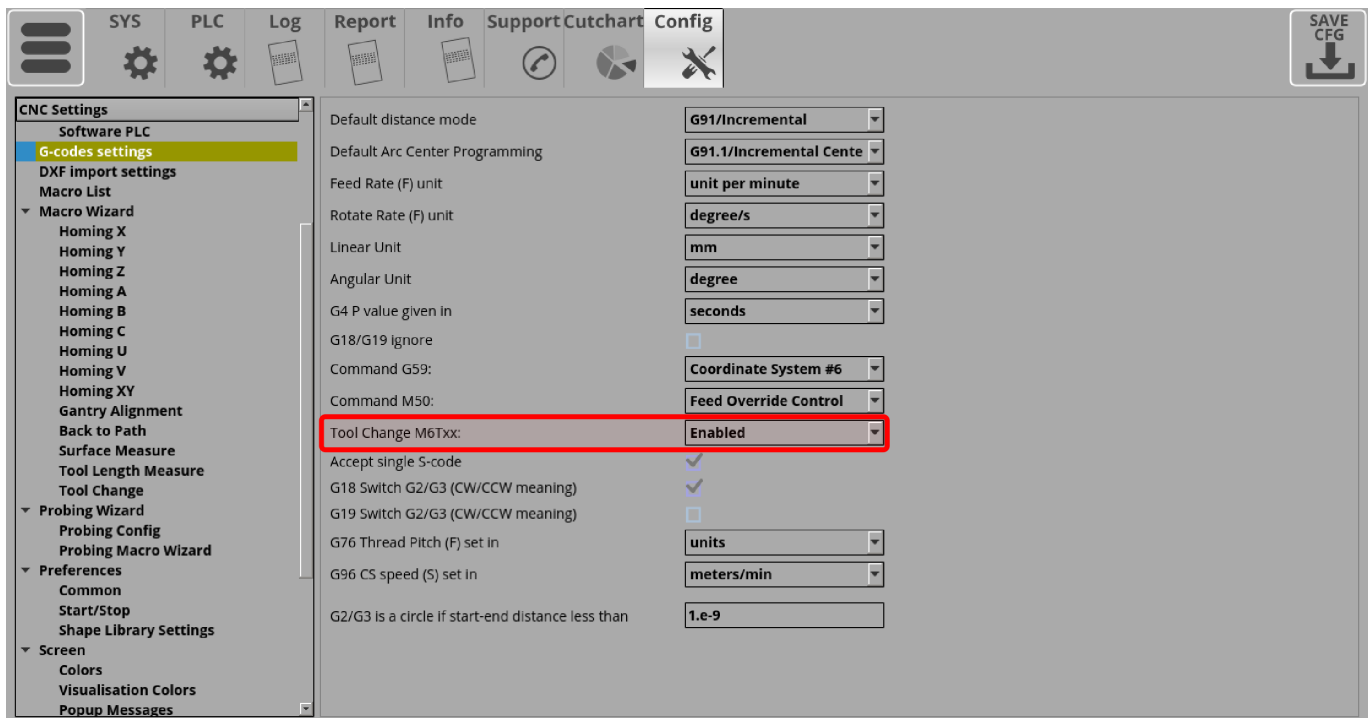 SYS PLC Log Report Info Support Cutchart Config SAVE CFG
CNC Settings
Software PLC
G-codes settings
DXF import settings
Macro List
Macro Wizard
Homing X
Homing Y
Homing Z
Homing A
Homing B
Homing C
Homing U
Homing V
Homing XY
Gantry Alignment
Back to Path
Surface Measure
Tool Length Measure
Tool Change
Probing Wizard
Probing Config
Probing Macro Wizard
Preferences
Common
Start/Stop
Shape Library Settings
Screen
Colors
Visualisation Colors
Popup Messages
Default distance mode G91/Incremental
Default Arc Center Programming G91.1/Incremental Cente
Feed Rate (F) unit unit per minute
Rotate Rate (F) unit degree/s
Linear Unit mm
Angular Unit degree
G4 P value given in seconds
G18/G19 ignore
Command G59: Coordinate System #6
Command M50: Feed Override Control
Tool Change M6Txx: Enabled
Accept single S-code
G18 Switch G2/G3 (CW/CCW meaning)
G19 Switch G2/G3 (CW/CCW meaning)
G76 Thread Pitch (F) set in units
G96 CS speed (S) set in meters/min
G2/G3 is a circle if start-end distance less than 1.e-9